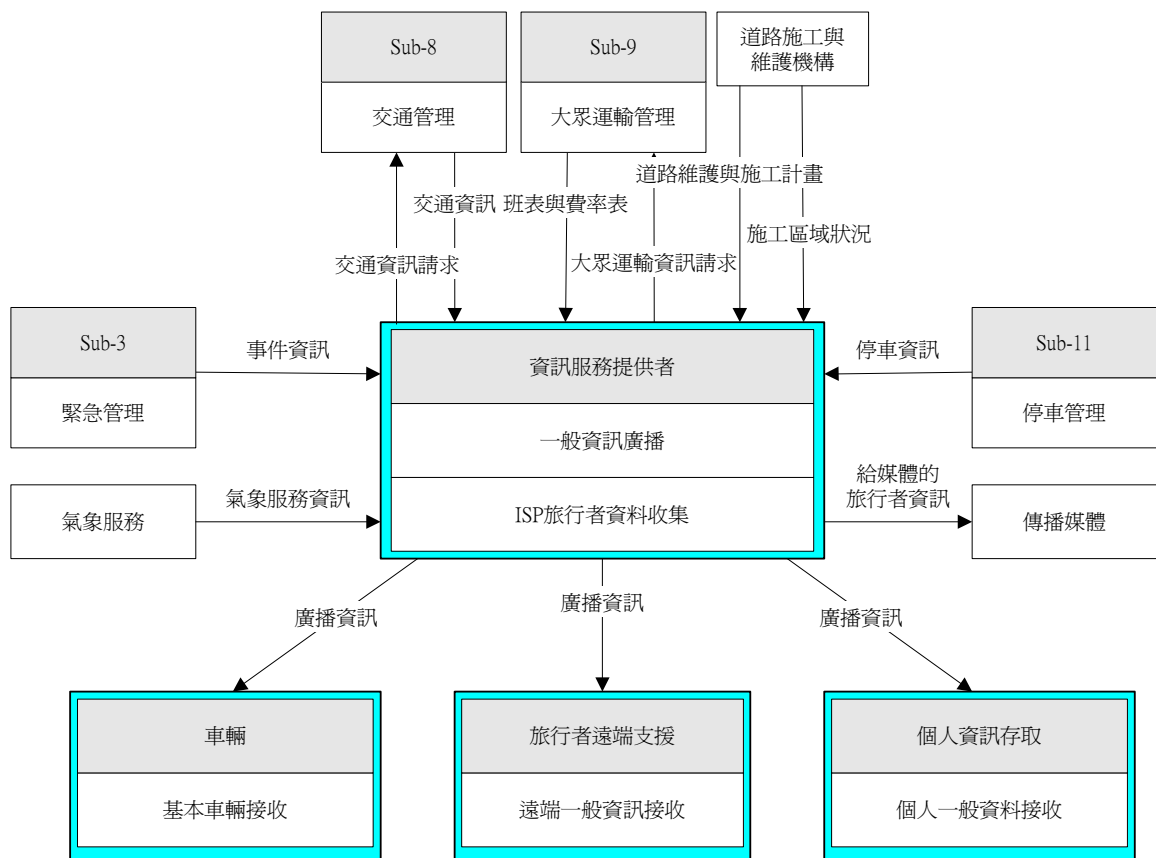 Sub-8
交通管理
Sub-9
大眾運輸管理
道路施工與
維護機構
交通資訊
班表與費率表
道路維護與施工計畫
施工區域狀況
交通資訊請求
大眾運輸資訊請求
Sub-3
緊急管理
事件資訊
資訊服務提供者
一般資訊廣播
ISP旅行者資料收集
停車資訊
Sub-11
停車管理
氣象服務
氣象服務資訊
給媒體的
旅行者資訊
傳播媒體
廣播資訊
廣播資訊
廣播資訊
車輛
基本車輛接收
旅行者遠端支援
遠端一般資訊接收
個人資訊存取
個人一般資料接收